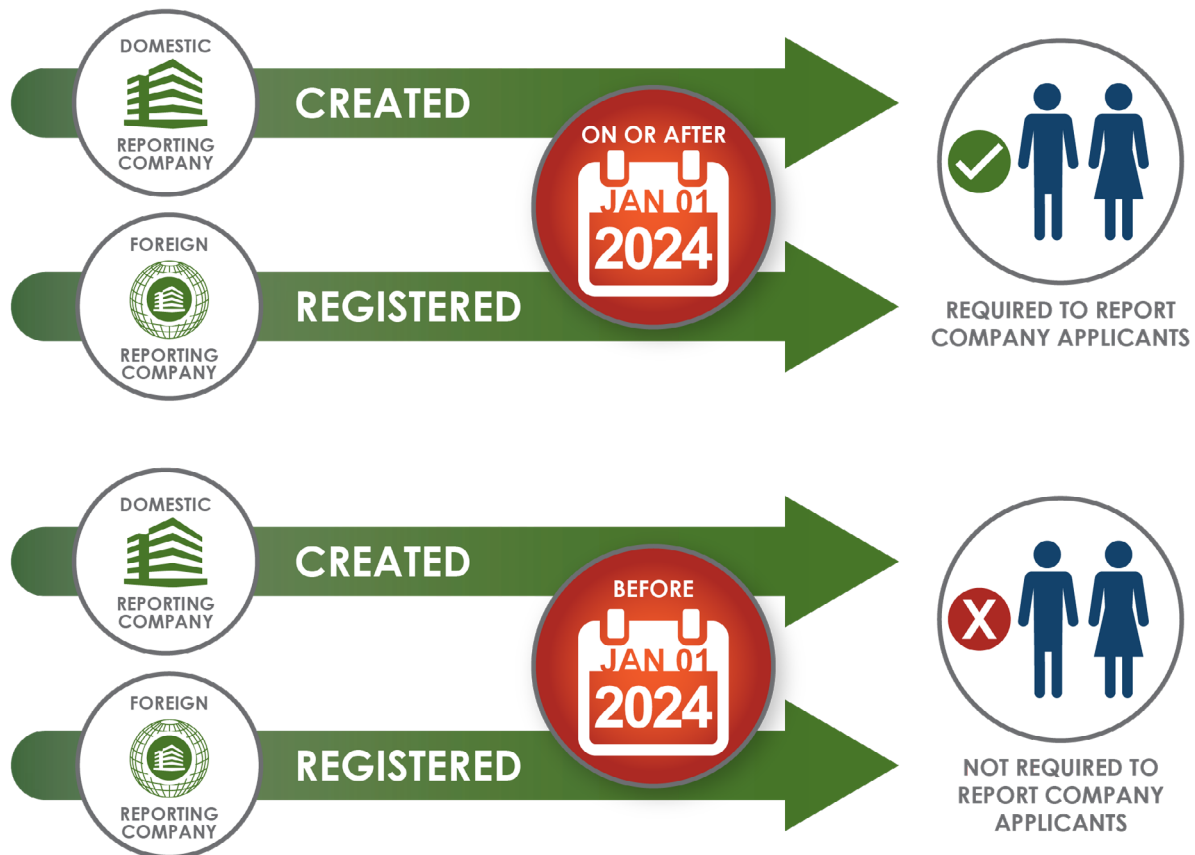 DOMESTIC
REPORTING
COMPANY
CREATED
ON OR AFTER
JAN 01
2024
FOREIGN
REPORTING
COMPANY
REGISTERED
REQUIRED TO REPORT
COMPANY APPLICANTS
DOMESTIC
REPORTING
COMPANY
CREATED
BEFORE
JAN 01
2024
FOREIGN
REPORTING
COMPANY
REGISTERED
X
NOT REQUIRED TO
REPORT COMPANY
APPLICANTS